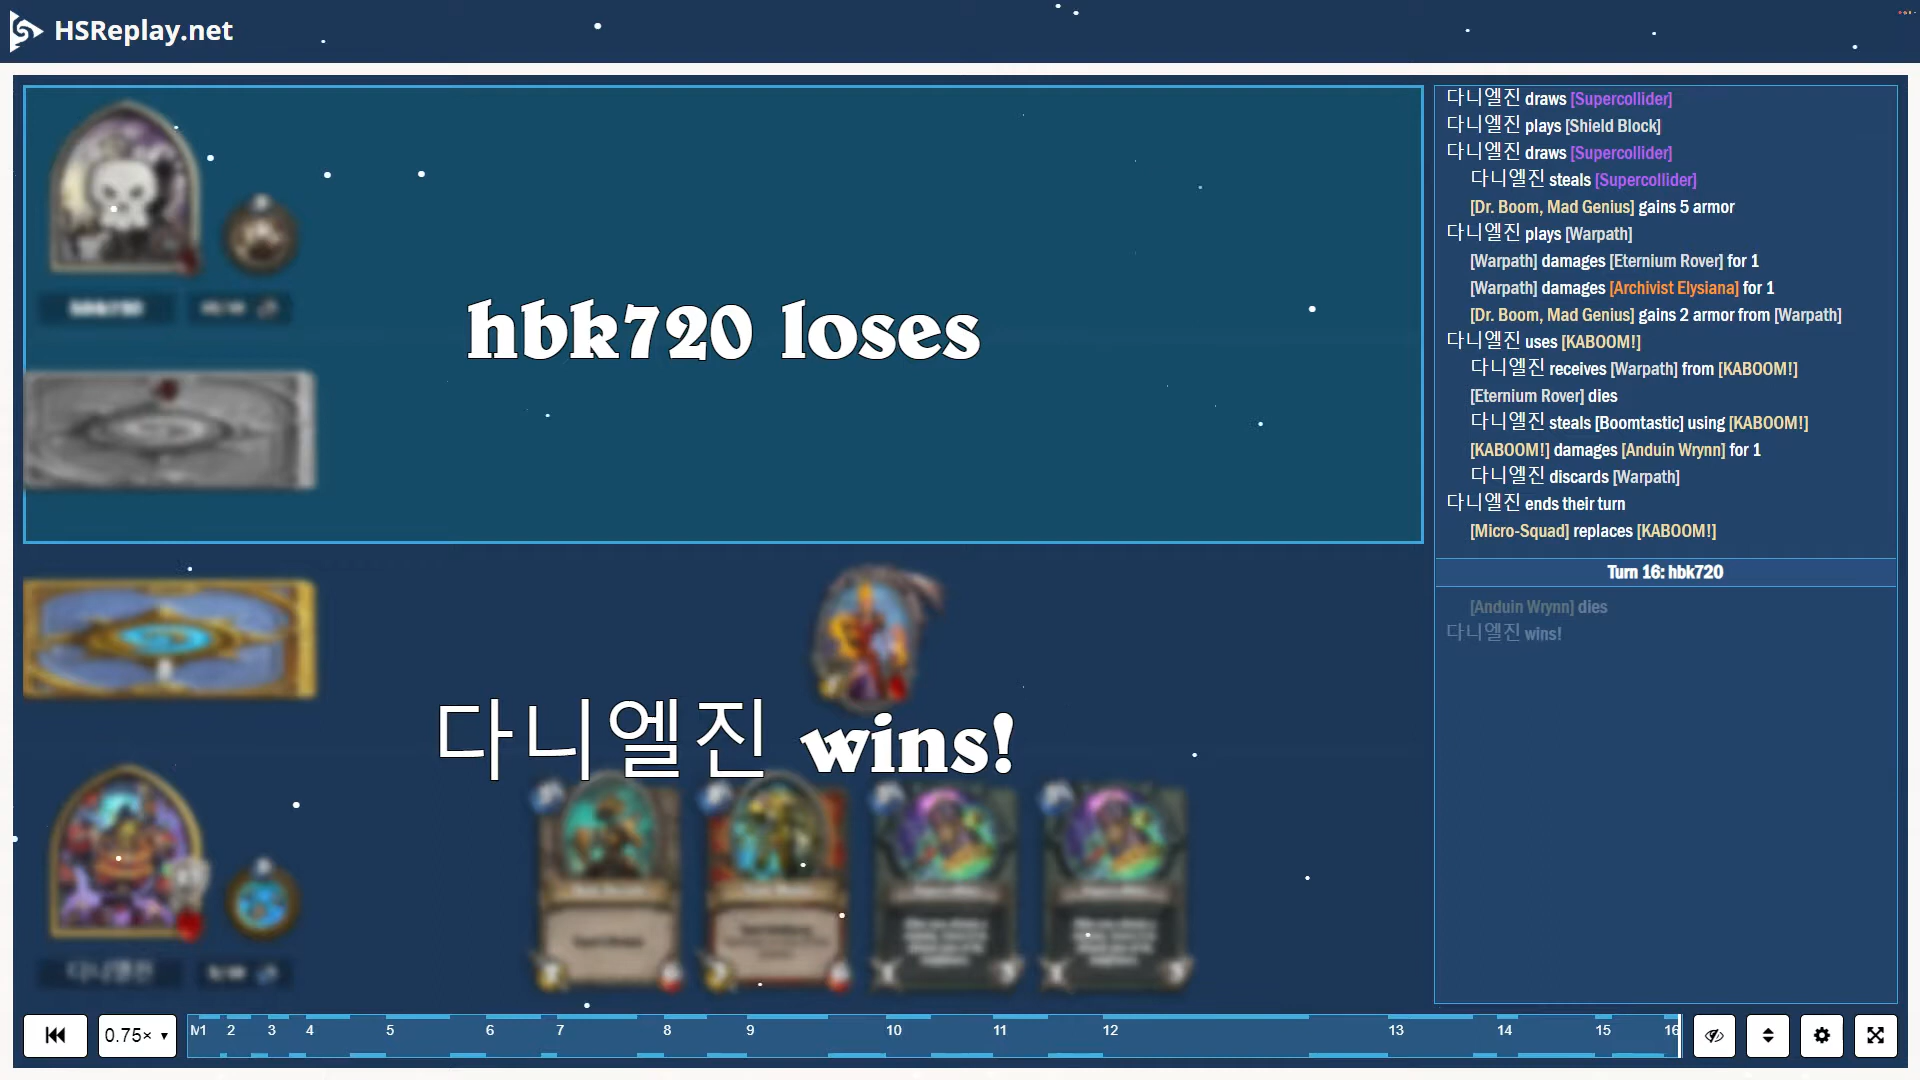 HSReplay.net
hbk720 loses
다니엘진 wins!
다니엘진 draws [Supercollider]
다니엘진 plays [Shield Block]
다니엘진 draws [Supercollider]
다니엘진 steals [Supercollider]
[Dr. Boom, Mad Genius] gains 5 armor
다니엘진 plays [Warpath]
[Warpath] damages [Eternium Rover] for 1
[Warpath] damages [Archivist Elysiana] for 1
[Dr. Boom, Mad Genius] gains 2 armor from [Warpath]
다니엘진 uses [KABOOM!]
다니엘진 receives [Warpath] from [KABOOM!]
[Eternium Rover] dies
다니엘진 steals [Boomtastic] using [KABOOM!]
[KABOOM!] damages [Anduin Wrynn] for 1
다니엘진 discards [Warpath]
다니엘진 ends their turn
[Micro-Squad] replaces [KABOOM!]
Turn 16: hbk720
[Anduin Wrynn] dies
다니엘진 wins!
hbk720
다니엘진
0.75× M1 2 3 4 5 6 7 8 9 10 11 12 13 14 15 16